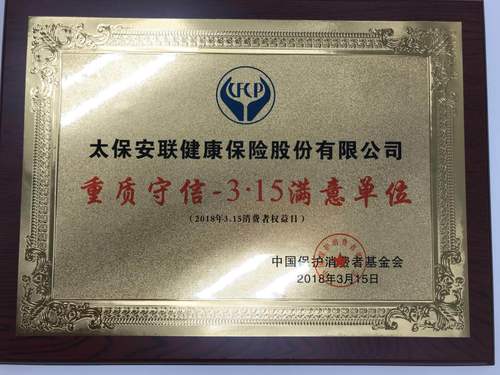 CFCP
太保安联健康保险股份有限公司
重质守信-3·15满意单位
(2018年3.15消费者权益日)
中国保护消费者基金会
2018年3月15日